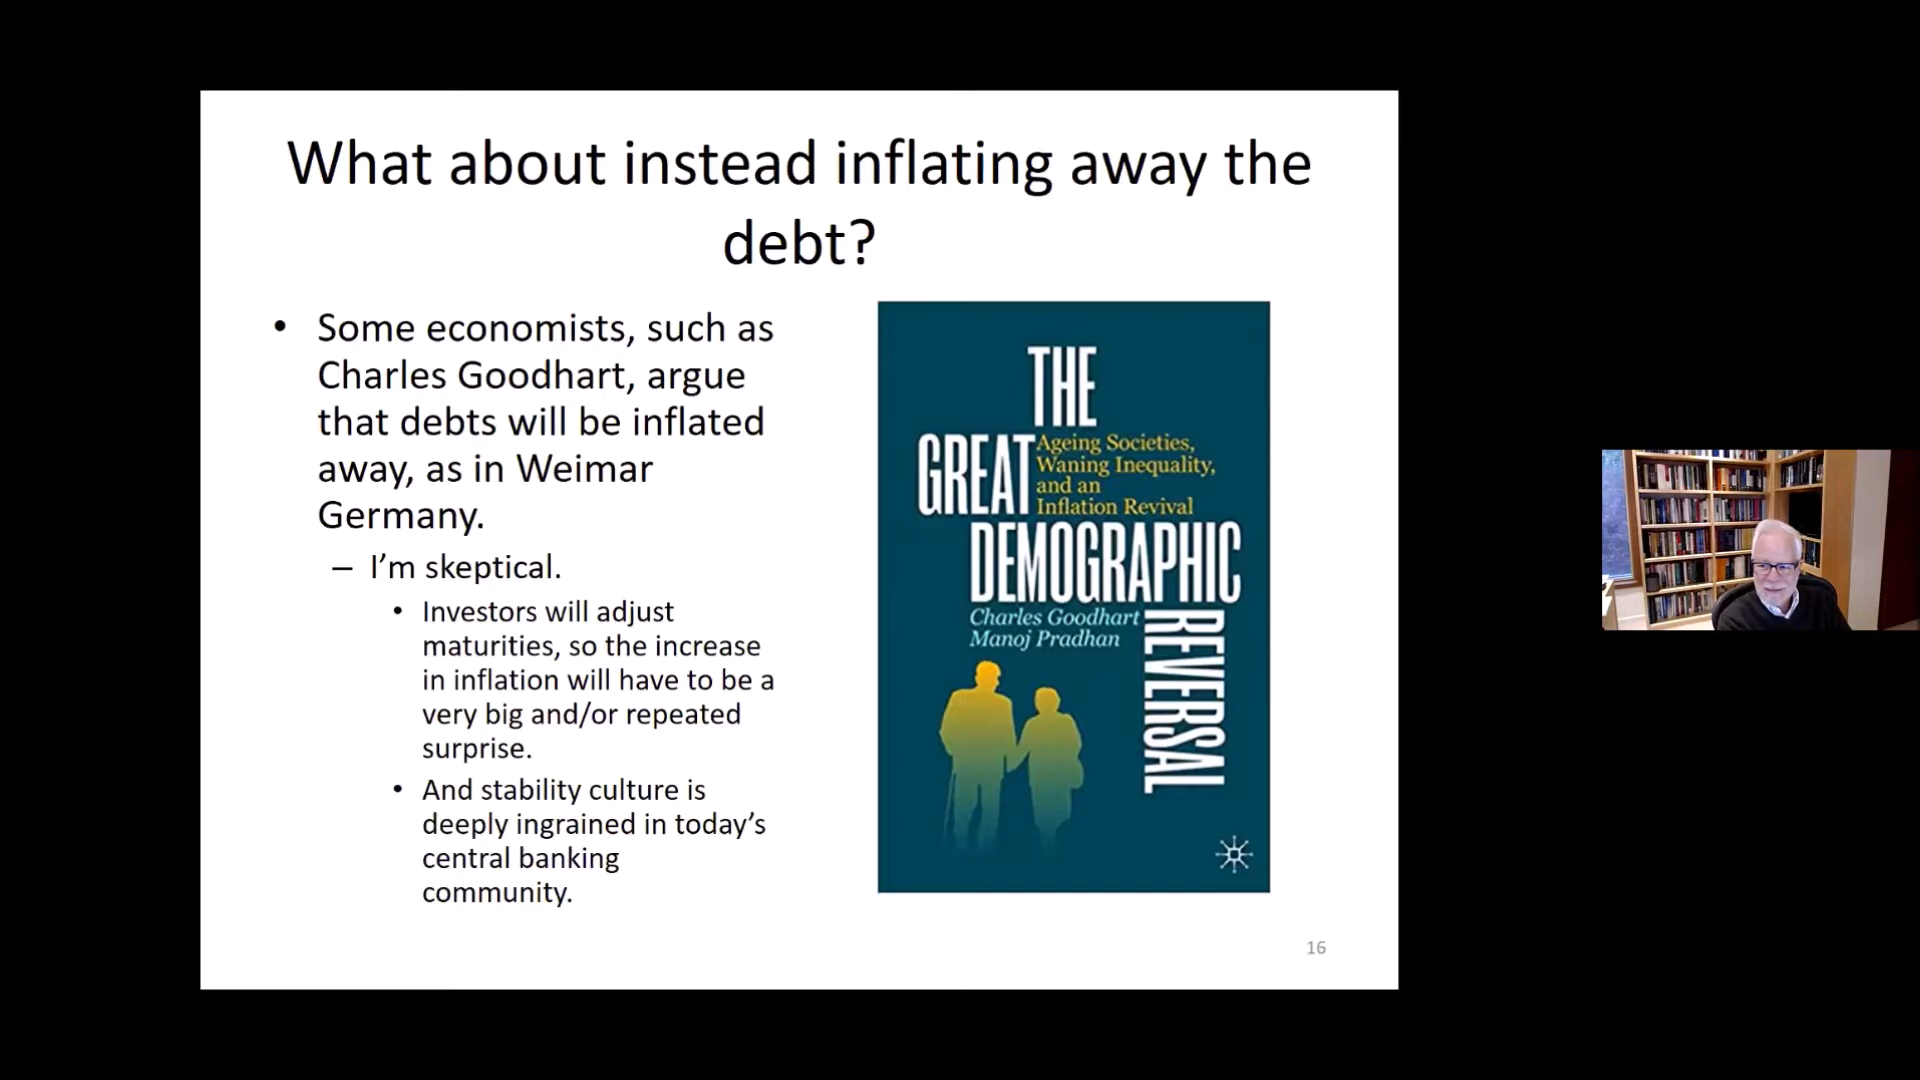 What about instead inflating away the
debt?
• Some economists, such as
Charles Goodhart, argue
that debts will be inflated
away, as in Weimar
Germany.
– I’m skeptical.
• Investors will adjust
maturities, so the increase
in inflation will have to be a
very big and/or repeated
surprise.
• And stability culture is
deeply ingrained in today’s
central banking
community.
THE
GREAT
Ageing Societies,
Waning Inequality,
and an
Inflation Revival
DEMOGRAPHIC
Charles Goodhart
Manoj Pradhan
REVERSAL
16